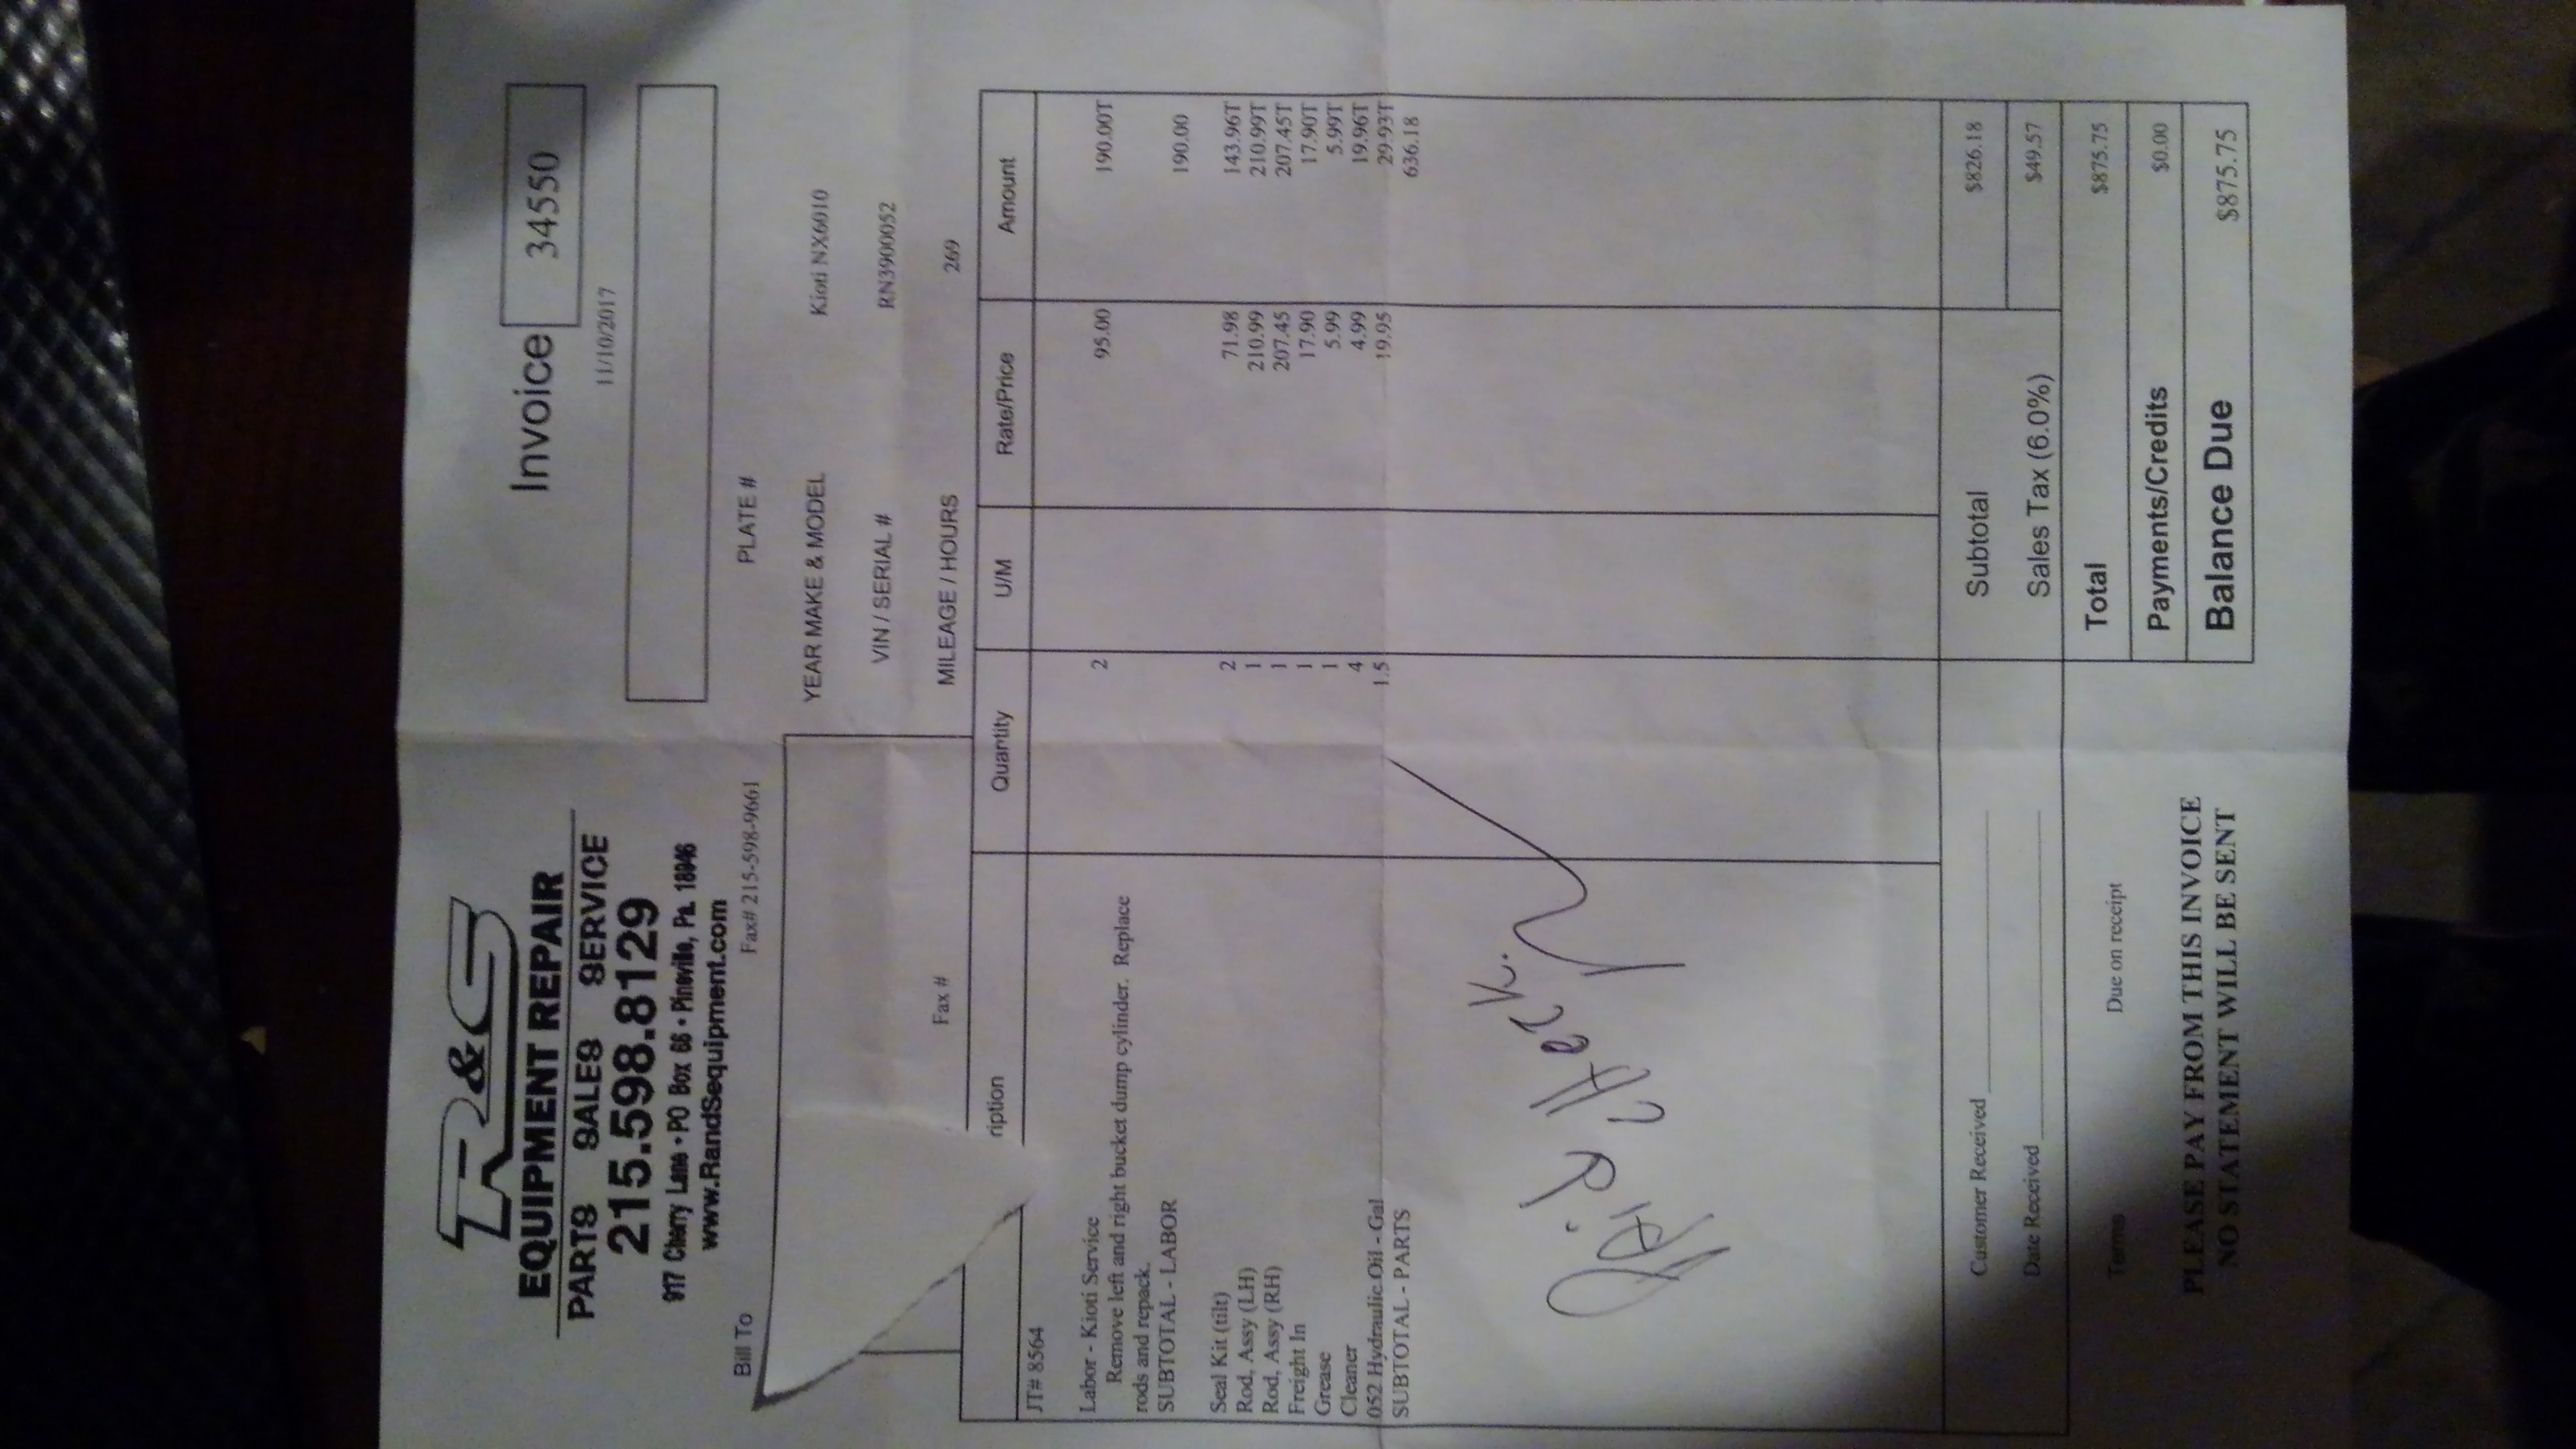 R&S
EQUIPMENT REPAIR
PARTS SALES SERVICE
215.598.8129
917 Cherry Lane • PO Box 66 • Pineville, Pa. 18946
www.RandSequipment.com
Fax# 215-598-9661
Invoice 34550
11/10/2017
Bill To
Fax #
PLATE #
YEAR MAKE & MODEL Kioti NX6010
VIN / SERIAL # RN3900052
MILEAGE / HOURS 269
ription Quantity U/M Rate/Price Amount
JT# 8564
Labor - Kioti Service 2 95.00 190.00T
Remove left and right bucket dump cylinder. Replace
rods and repack.
SUBTOTAL - LABOR 190.00
Seal Kit (tilt) 2 71.98 143.96T
Rod, Assy (LH) 1 210.99 210.99T
Rod, Assy (RH) 1 207.45 207.45T
Freight In 1 17.90 17.90T
Grease 1 5.99 5.99T
Cleaner 4 4.99 19.96T
052 Hydraulic Oil - Gal 1.5 19.95 29.93T
SUBTOTAL - PARTS 636.18
Paid
Customer Received
Date Received
Subtotal $826.18
Sales Tax (6.0%) $49.57
Total $875.75
Payments/Credits $0.00
Balance Due $875.75
Terms Due on receipt
PLEASE PAY FROM THIS INVOICE
NO STATEMENT WILL BE SENT